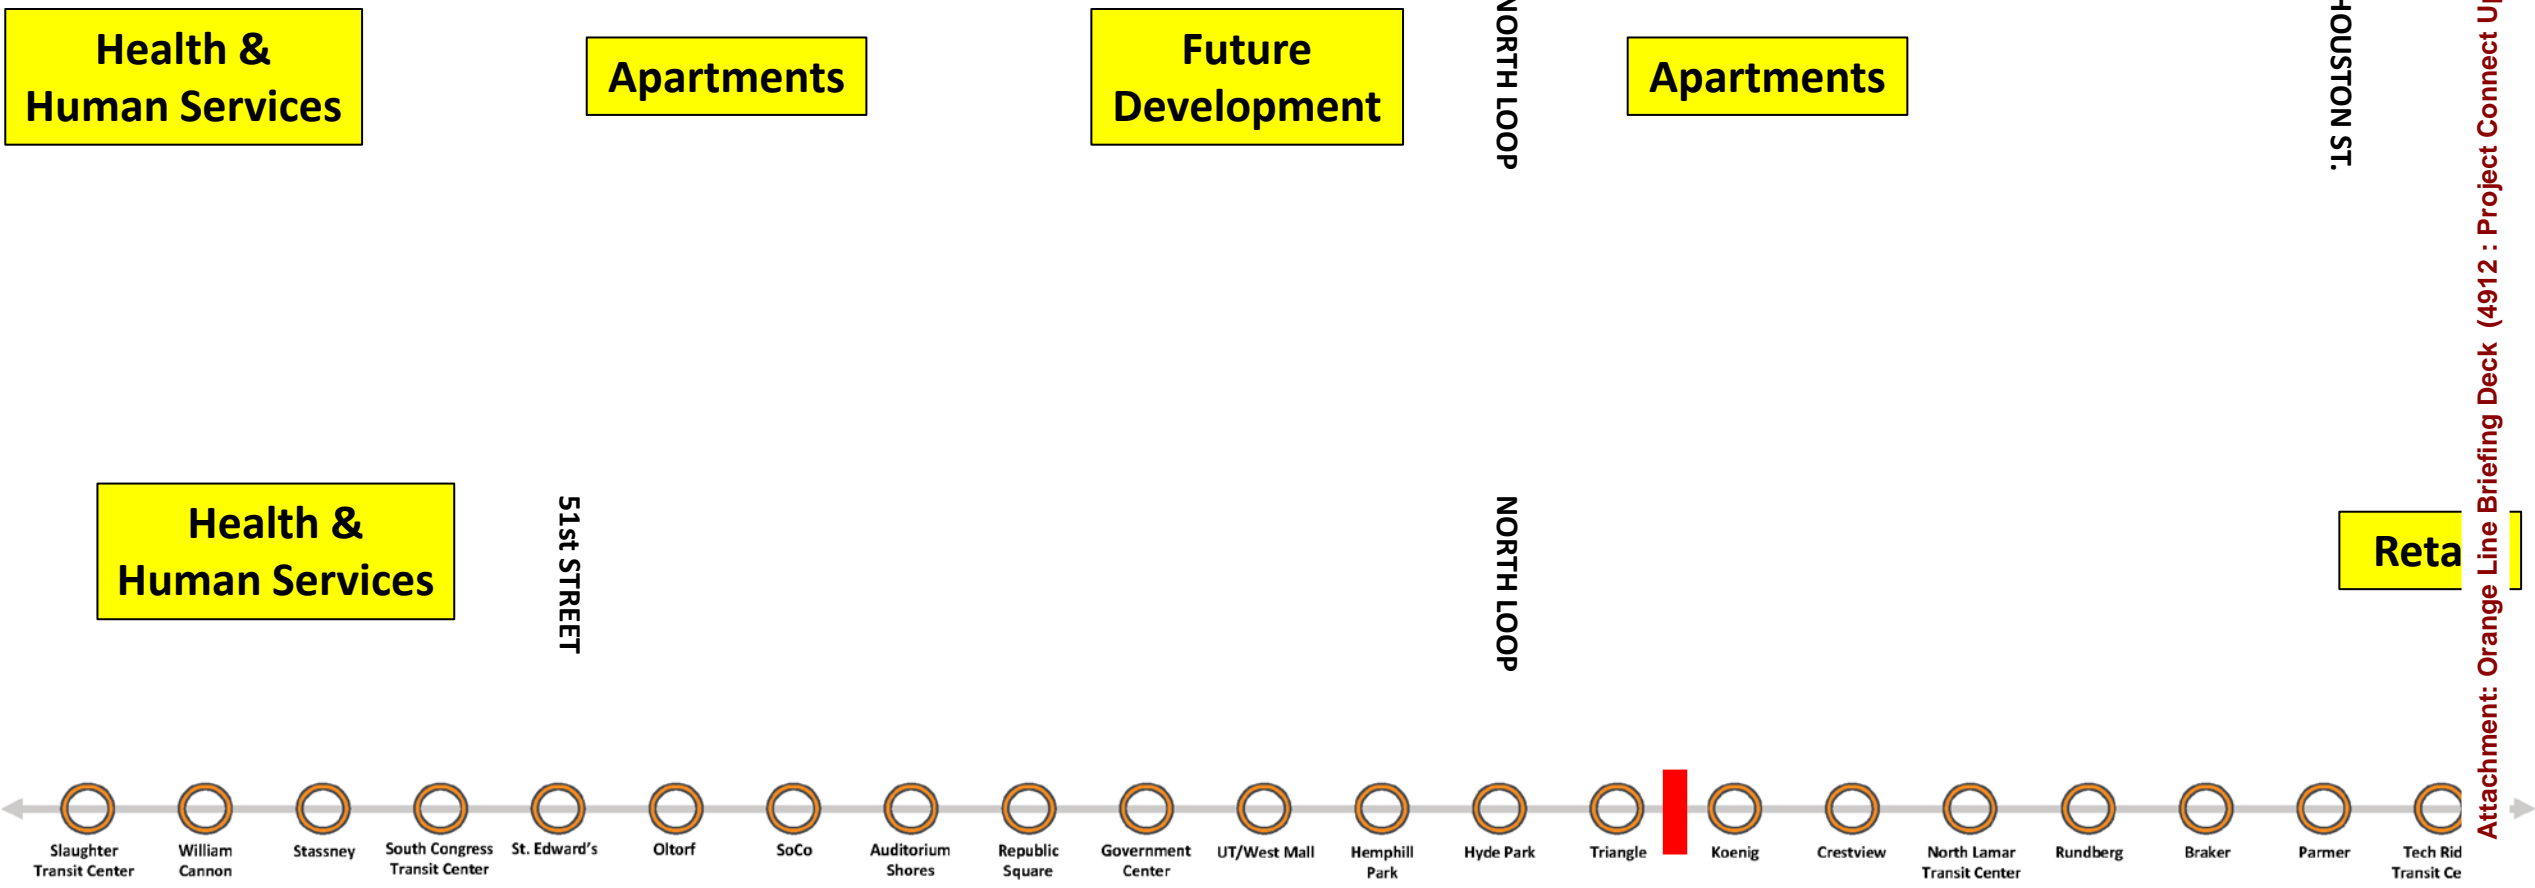 Health &
Human Services
Apartments
Future
Development
NORTH LOOP
Apartments
HOUSTON ST.
Health &
Human Services
51st STREET
NORTH LOOP
Reta
Slaughter
Transit Center
William
Cannon
Stassney
South Congress
Transit Center
St. Edward's
Oltorf
SoCo
Auditorium
Shores
Republic
Square
Government
Center
UT/West Mall
Hemphill
Park
Hyde Park
Triangle
Koenig
Crestview
North Lamar
Transit Center
Rundberg
Braker
Parmer
Tech Rid
Transit Ce
Attachment: Orange Line Briefing Deck (4912 : Project Connect Up